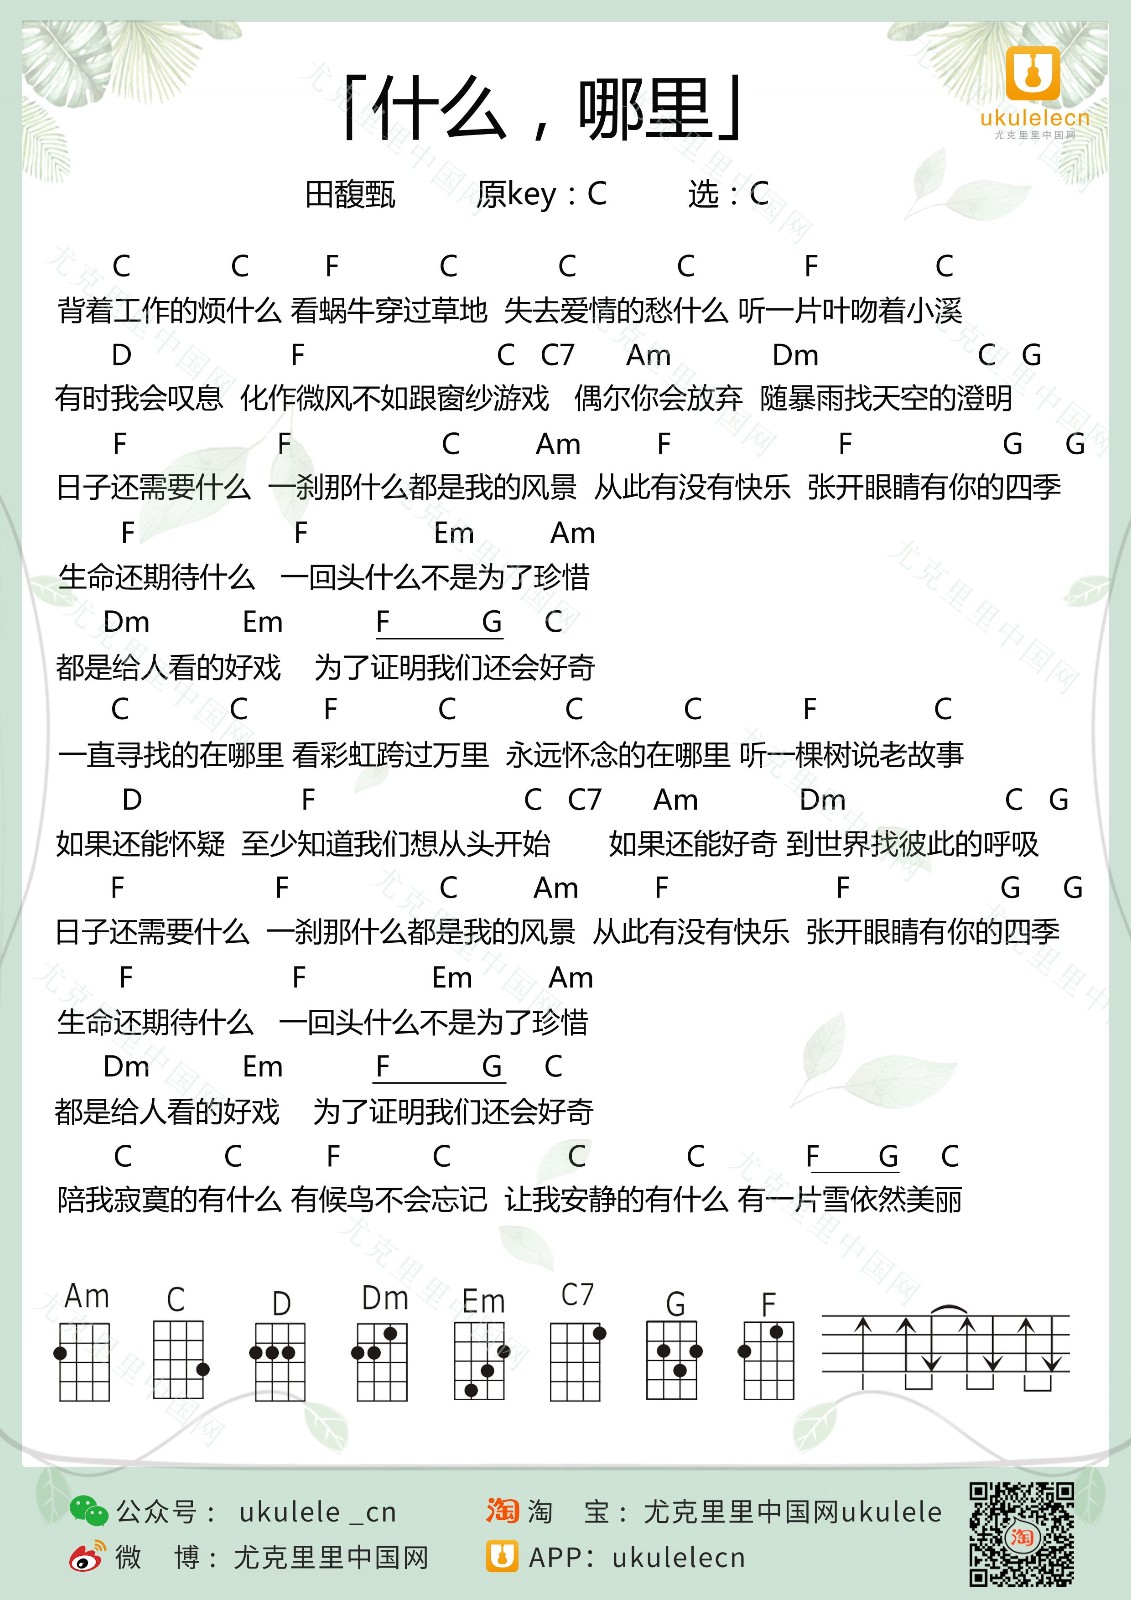 「什么，哪里」
ukulelecn
尤克里里中国网
田馥甄 原key：C 选：C
C C F C C C F C
背着工作的烦什么 看蜗牛穿过草地 失去爱情的愁什么 听一片叶吻着小溪
D F C C7 Am Dm C G
有时我会叹息 化作微风不如跟窗纱游戏 偶尔你会放弃 随暴雨找天空的澄明
F F C Am F F G G
日子还需要什么 一刹那什么都是我的风景 从此有没有快乐 张开眼睛有你的四季
F F Em Am
生命还期待什么 一回头什么不是为了珍惜
Dm Em F G C
都是给人看的好戏 为了证明我们还会好奇
C C F C C C F C
一直寻找的在哪里 看彩虹跨过万里 永远怀念的在哪里 听一棵树说老故事
D F C C7 Am Dm C G
如果还能怀疑 至少知道我们想从头开始 如果还能好奇 到世界找彼此的呼吸
F F C Am F F G G
日子还需要什么 一刹那什么都是我的风景 从此有没有快乐 张开眼睛有你的四季
F F Em Am
生命还期待什么 一回头什么不是为了珍惜
Dm Em F G C
都是给人看的好戏 为了证明我们还会好奇
C C F C C C F G C
陪我寂寞的有什么 有候鸟不会忘记 让我安静的有什么 有一片雪依然美丽
Am C D Dm Em C7 G F
公众号： ukulele _cn
淘 淘 宝：尤克里里中国网ukulele
微 博：尤克里里中国网
APP：ukulelecn
淘